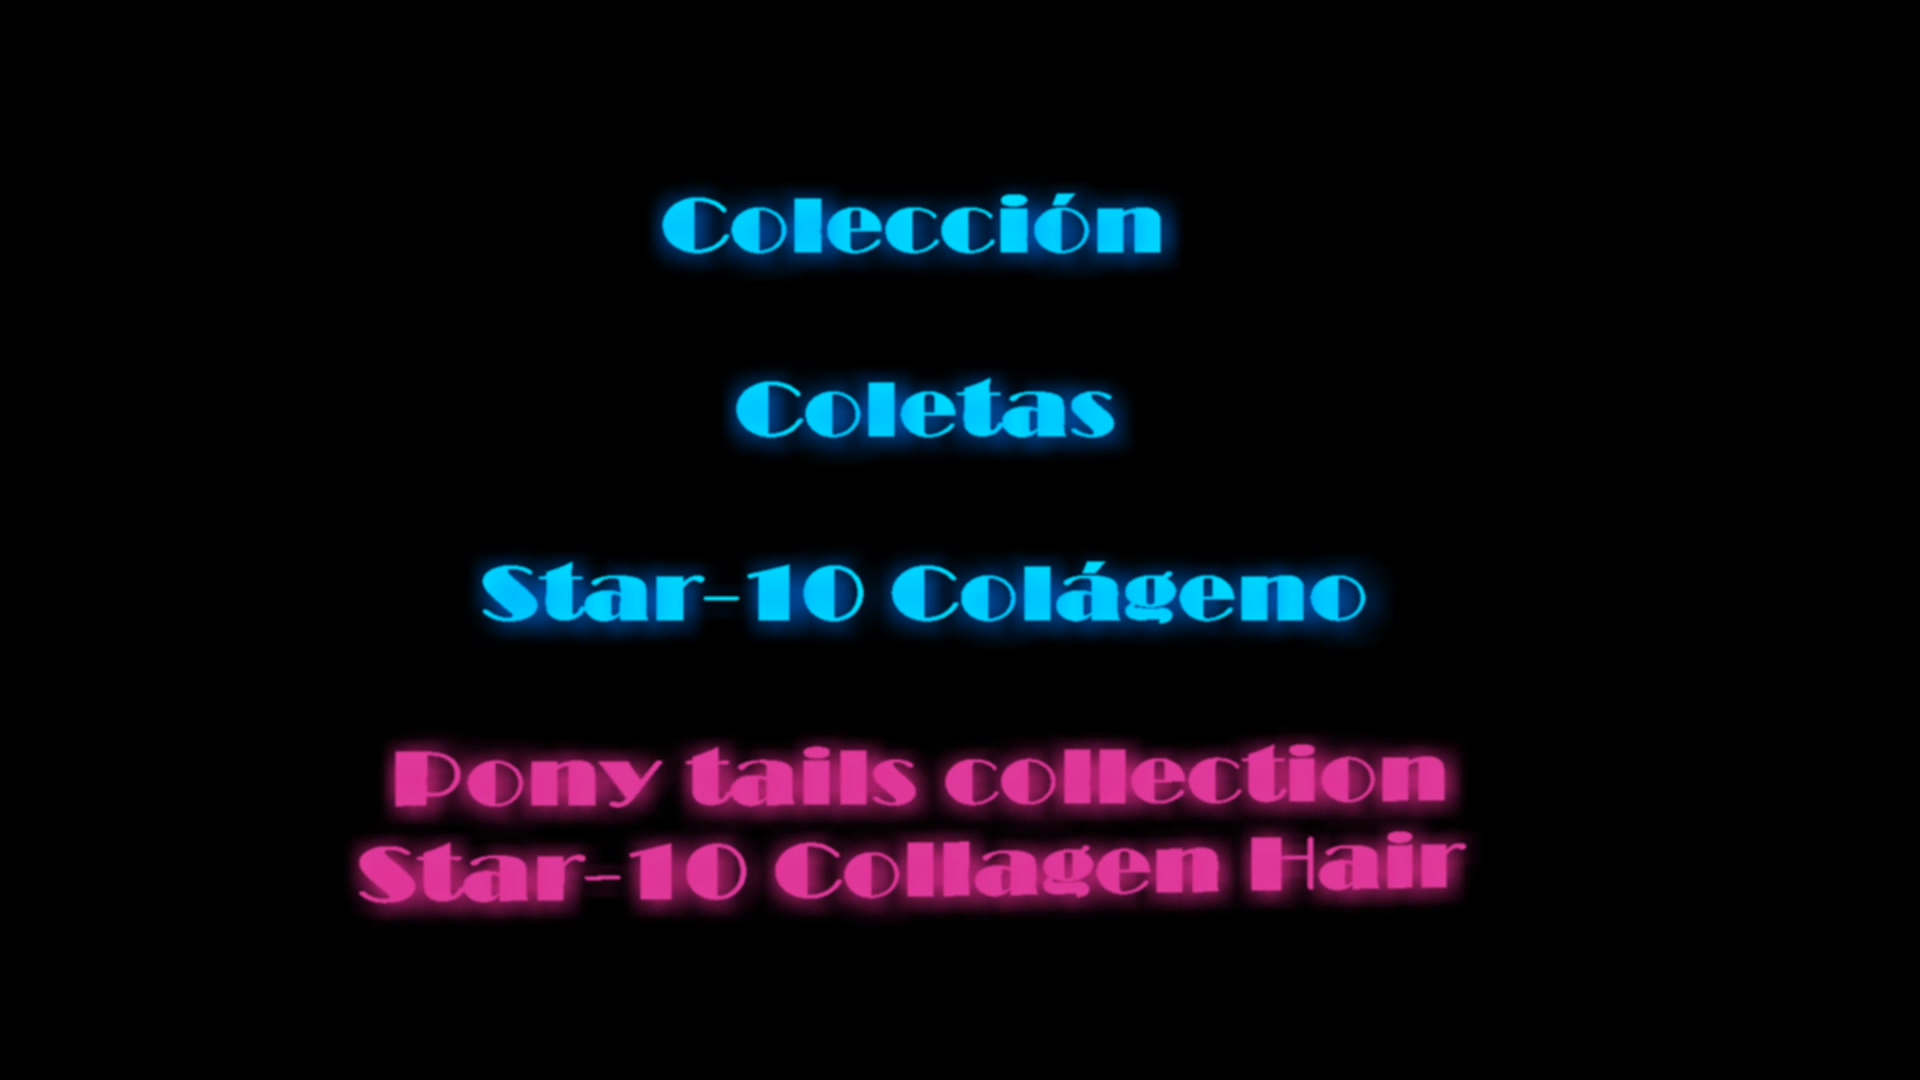 Colección
Coletas
Star-10 Colágeno
Pony tails collection
Star-10 Collagen Hair